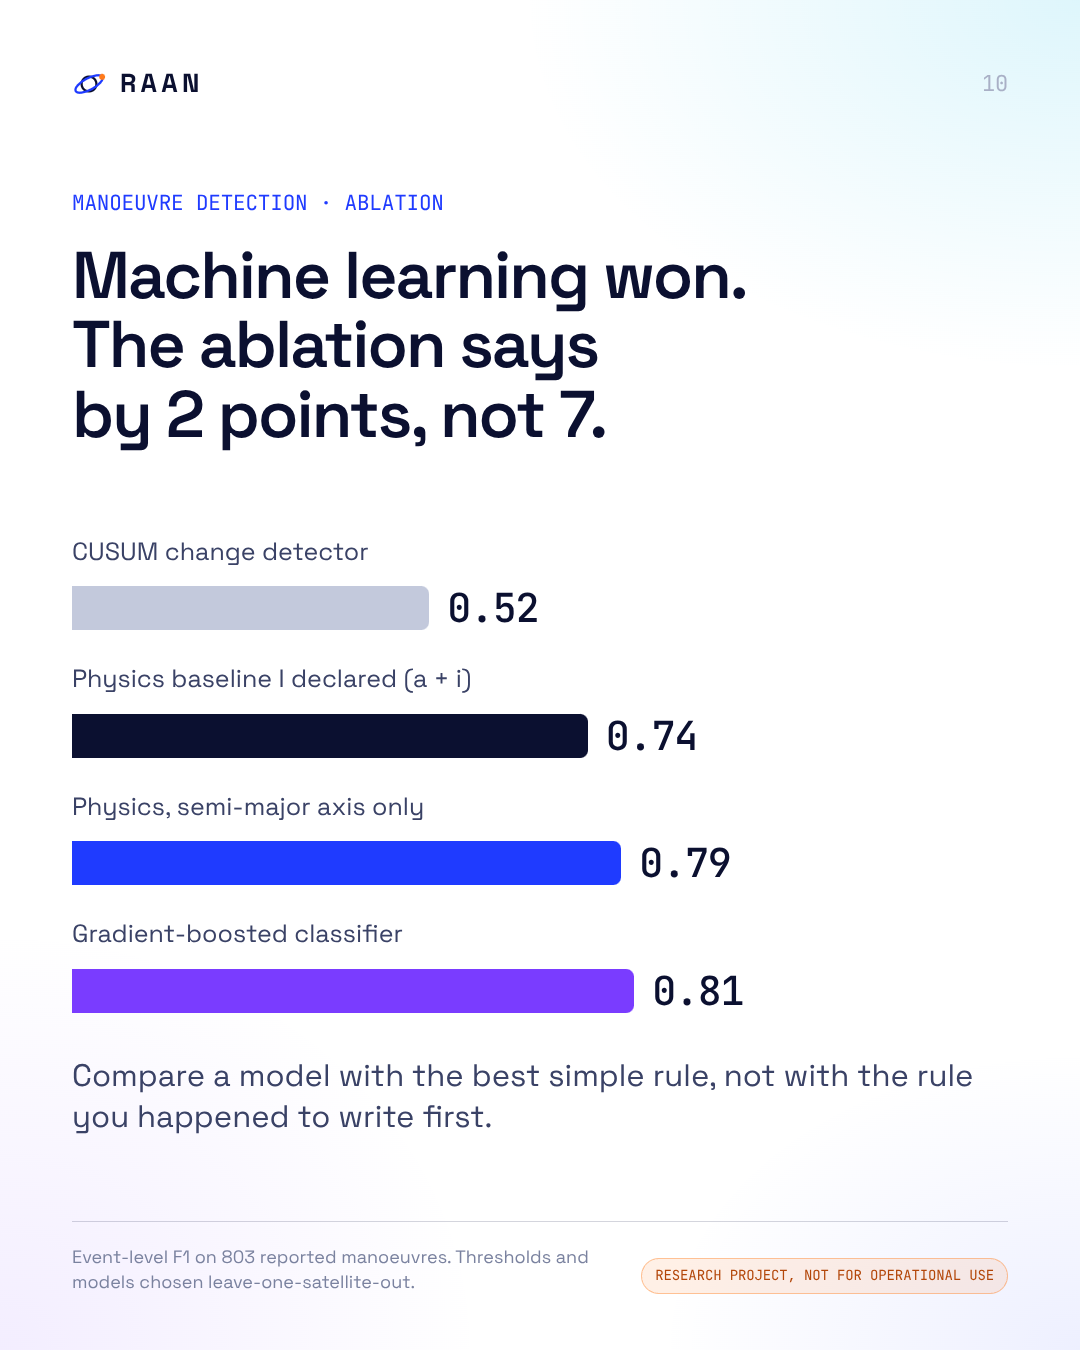 RAAN
10
MANOEUVRE DETECTION · ABLATION
Machine learning won.
The ablation says
by 2 points, not 7.
CUSUM change detector
0.52
Physics baseline I declared (a + i)
0.74
Physics, semi-major axis only
0.79
Gradient-boosted classifier
0.81
Compare a model with the best simple rule, not with the rule
you happened to write first.
Event-level F1 on 803 reported manoeuvres. Thresholds and
models chosen leave-one-satellite-out.
RESEARCH PROJECT, NOT FOR OPERATIONAL USE